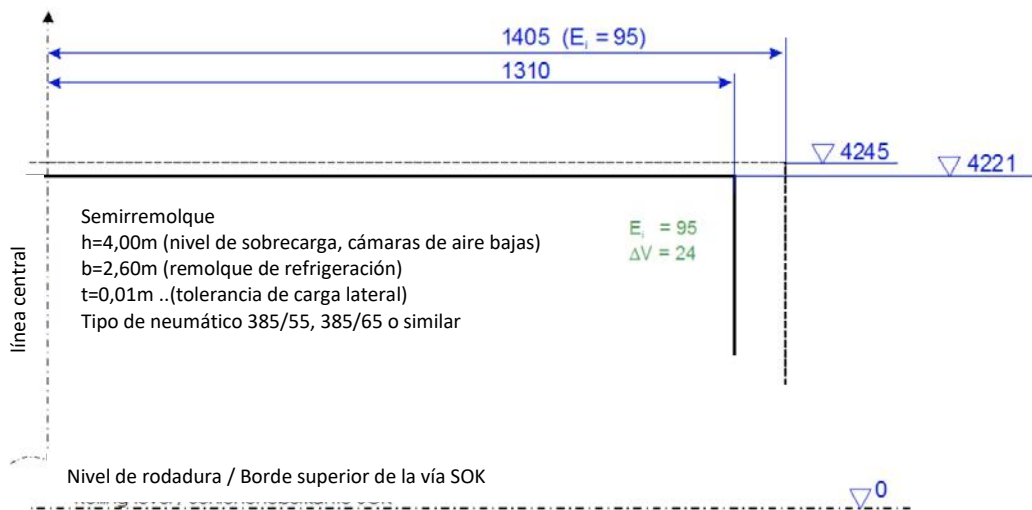 1405 (Eᵢ = 95)
1310
4245
4221
Semirremolque
h=4,00m (nivel de sobrecarga, cámaras de aire bajas)
b=2,60m (remolque de refrigeración)
t=0,01m ..(tolerancia de carga lateral)
Tipo de neumático 385/55, 385/65 o similar
Eᵢ = 95
ΔV = 24
línea central
Nivel de rodadura / Borde superior de la vía SOK
0